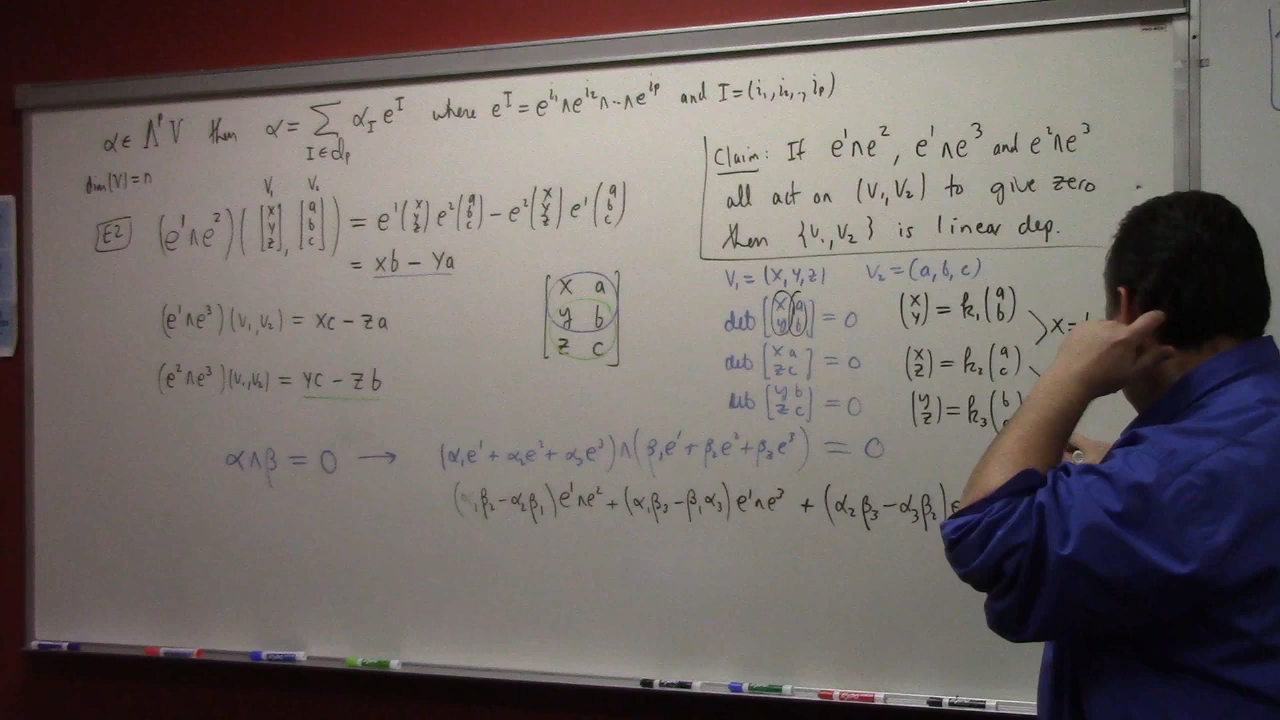 α ∈ Λᵖ V then α = Σ_{I ∈ 𝓘p} α_I e^I where e^I = e^{i₁} ∧ e^{i₂} ∧ ⋯ ∧ e^{ip} and I = (i₁, i₂, .., ip)
dim(V) = n
V₁ V₂
E2 (e¹∧e²)([x y z], [a b c]) = e¹(x y z) e²(a b c) − e²(x y z) e¹(a b c)
= xb − ya
(e¹∧e³)(v₁,v₂) = xc − za
(e²∧e³)(v₁,v₂) = yc − zb
[x a
y b
z c]
Claim: If e¹∧e², e¹∧e³ and e²∧e³
all act on (V₁, V₂) to give zero
then {v₁, v₂} is linear dep.
V₁ = (x, y, z) V₂ = (a, b, c)
det [x a y b] = 0 (x y) = k₁ (a b)
x =
det [x a z c] = 0 (x z) = k₂ (a c)
det [y b z c] = 0 (y z) = k₃ (b
α∧β = 0 → (α₁e¹ + α₂e² + α₃e³) ∧ (β₁e¹ + β₂e² + β₃e³) = 0
(α₁β₂ − α₂β₁) e¹∧e² + (α₁β₃ − β₁α₃) e¹∧e³ + (α₂β₃ − α₃β₂) e